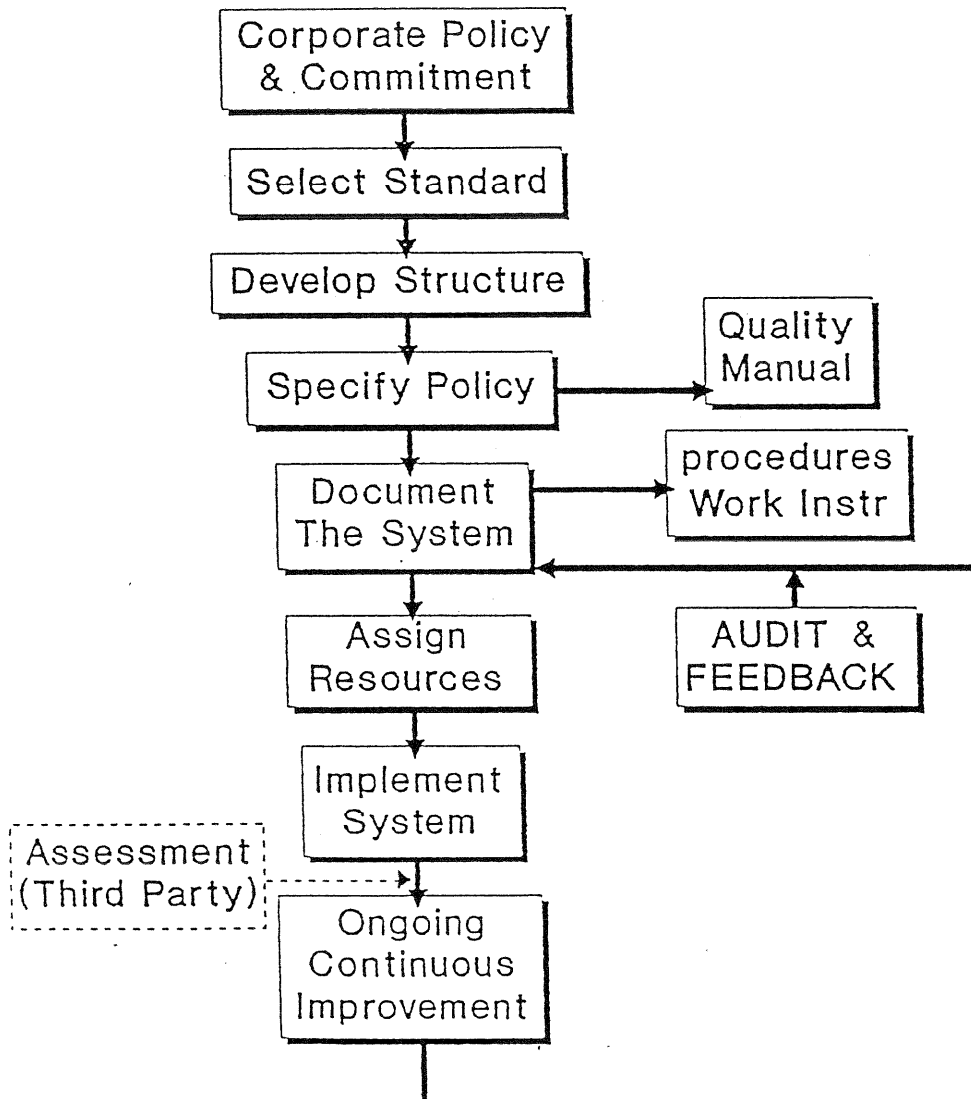 Corporate Policy
& Commitment
Select Standard
Develop Structure
Specify Policy
Quality
Manual
Document
The System
procedures
Work Instr
Assign
Resources
AUDIT &
FEEDBACK
Implement
System
Assessment
(Third Party)
Ongoing
Continuous
Improvement